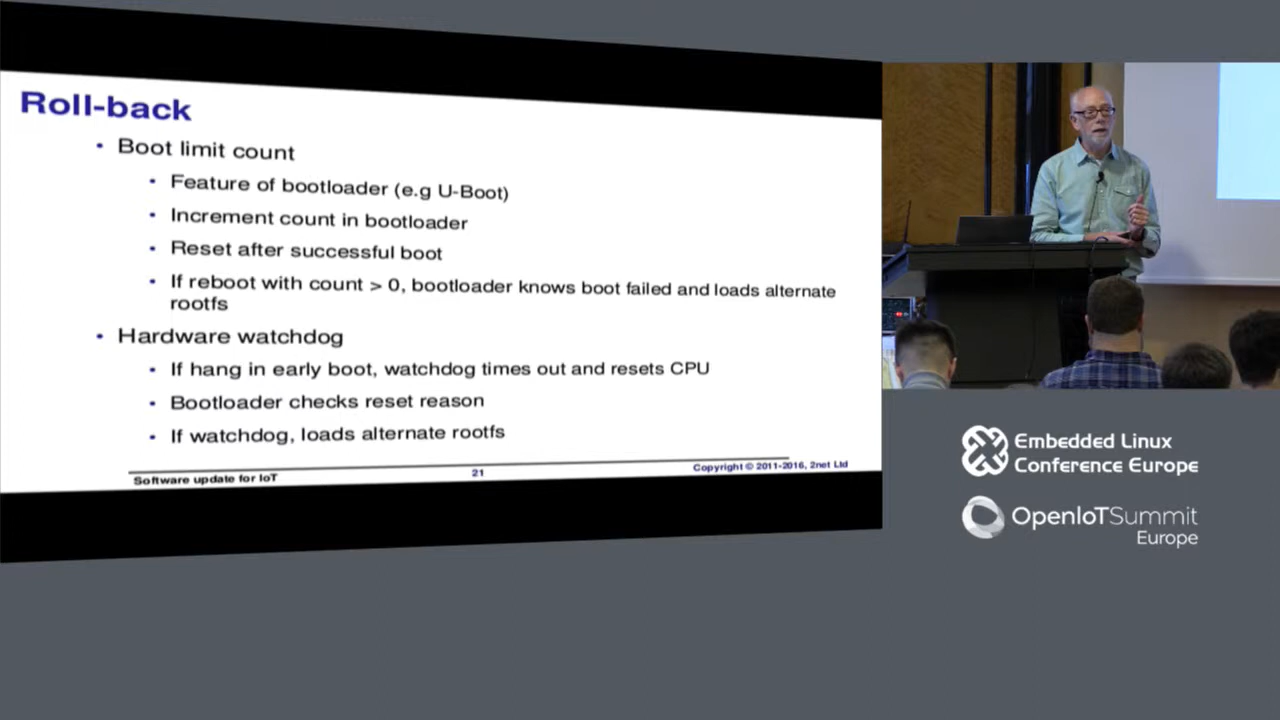 Roll-back
• Boot limit count
• Feature of bootloader (e.g U-Boot)
• Increment count in bootloader
• Reset after successful boot
• If reboot with count > 0, bootloader knows boot failed and loads alternate
rootfs
• Hardware watchdog
• If hang in early boot, watchdog times out and resets CPU
• Bootloader checks reset reason
• If watchdog, loads alternate rootfs
Software update for IoT
21
Copyright © 2011-2016, 2net Ltd
Embedded Linux
Conference Europe
OpenIoTSummit
Europe